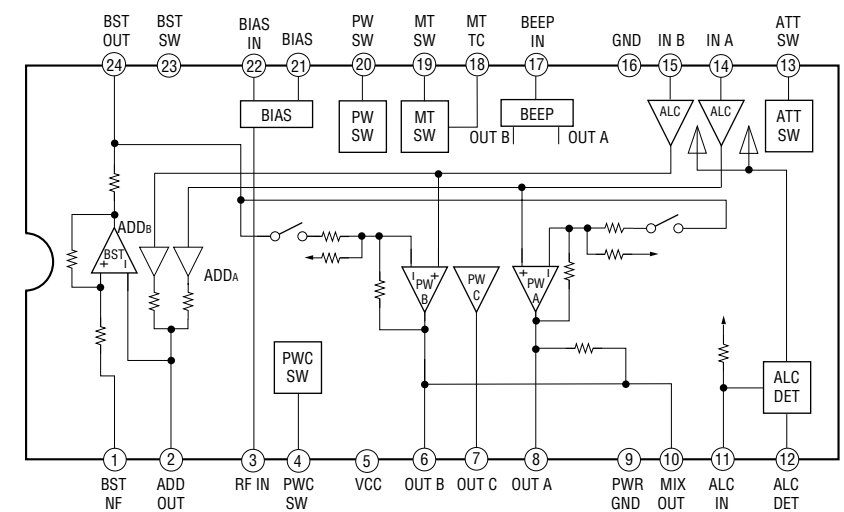 BST OUT
BST SW
BIAS IN
BIAS
PW SW
MT SW
MT TC
BEEP IN
GND
IN B
IN A
ATT SW
24
23
22
21
20
19
18
17
16
15
14
13
BIAS
PW SW
MT SW
BEEP
OUT B
OUT A
ALC
ALC
ATT SW
ADDB
BST
+
I
ADDA
I
+
PW B
PW C
+
I
PW A
PWC SW
ALC DET
1
2
3
4
5
6
7
8
9
10
11
12
BST NF
ADD OUT
RF IN
PWC SW
VCC
OUT B
OUT C
OUT A
PWR GND
MIX OUT
ALC IN
ALC DET